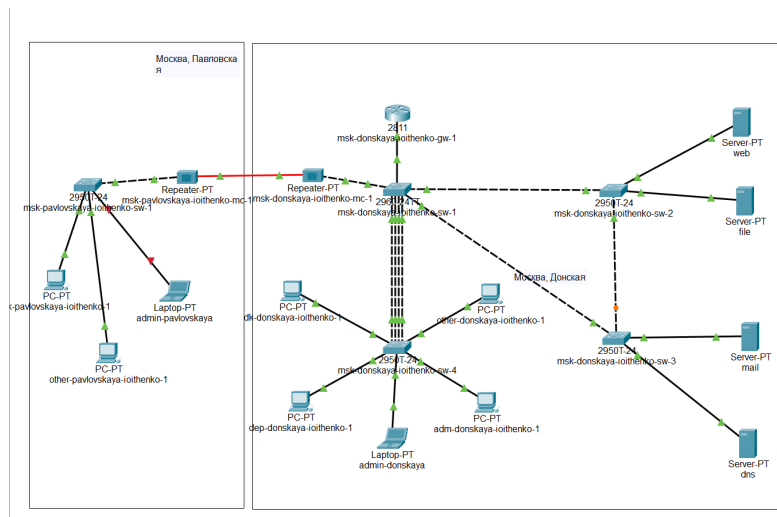 Москва, Павловска
я
2811
msk-donskaya-ioithenko-gw-1
Server-PT
web
Repeater-PT
msk-pavlovskaya-ioithenko-mc-1
Repeater-PT
msk-donskaya-ioithenko-mc-1
2950T-24
msk-pavlovskaya-ioithenko-sw-1
msk-donskaya-ioithenko-sw-1
2950T-24
msk-donskaya-ioithenko-sw-2
Server-PT
file
Москва, Донская
PC-PT
k-pavlovskaya-ioithenko-1
Laptop-PT
admin-pavlovskaya
PC-PT
dk-donskaya-ioithenko-1
PC-PT
other-donskaya-ioithenko-1
2950T-24
msk-donskaya-ioithenko-sw-3
Server-PT
mail
PC-PT
other-pavlovskaya-ioithenko-1
2950T-24
msk-donskaya-ioithenko-sw-4
PC-PT
dep-donskaya-ioithenko-1
PC-PT
adm-donskaya-ioithenko-1
Laptop-PT
admin-donskaya
Server-PT
dns